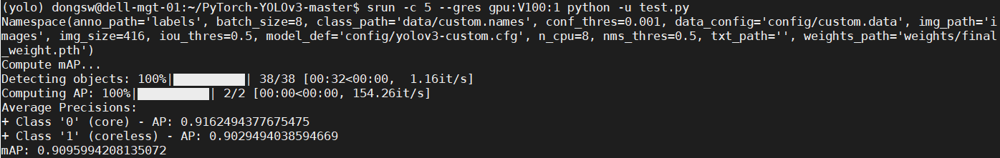 (yolo) dongsw@dell-mgt-01:~/PyTorch-YOLOv3-master$ srun -c 5 --gres gpu:V100:1 python -u test.py
Namespace(anno_path='labels', batch_size=8, class_path='data/custom.names', conf_thres=0.001, data_config='config/custom.data', img_path='i
mages', img_size=416, iou_thres=0.5, model_def='config/yolov3-custom.cfg', n_cpu=8, nms_thres=0.5, txt_path='', weights_path='weights/final
_weight.pth')
Compute mAP...
Detecting objects: 100%|██████████| 38/38 [00:32<00:00,  1.16it/s]
Computing AP: 100%|██████████| 2/2 [00:00<00:00, 154.26it/s]
Average Precisions:
+ Class '0' (core) - AP: 0.9162494377675475
+ Class '1' (coreless) - AP: 0.9029494038594669
mAP: 0.9095994208135072